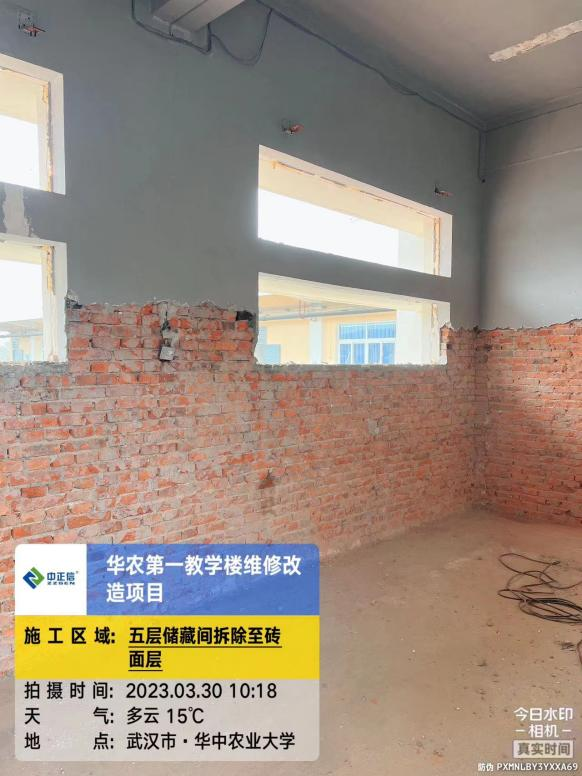 中正信®
ZZSEN
华农第一教学楼维修改
造项目
施工区域: 五层储藏间拆除至砖
面层
拍摄时间: 2023.03.30 10:18
天 气: 多云 15℃
地 点: 武汉市·华中农业大学
今日水印
-相机-
真实时间
防伪 PXMNLBY3YXXA69